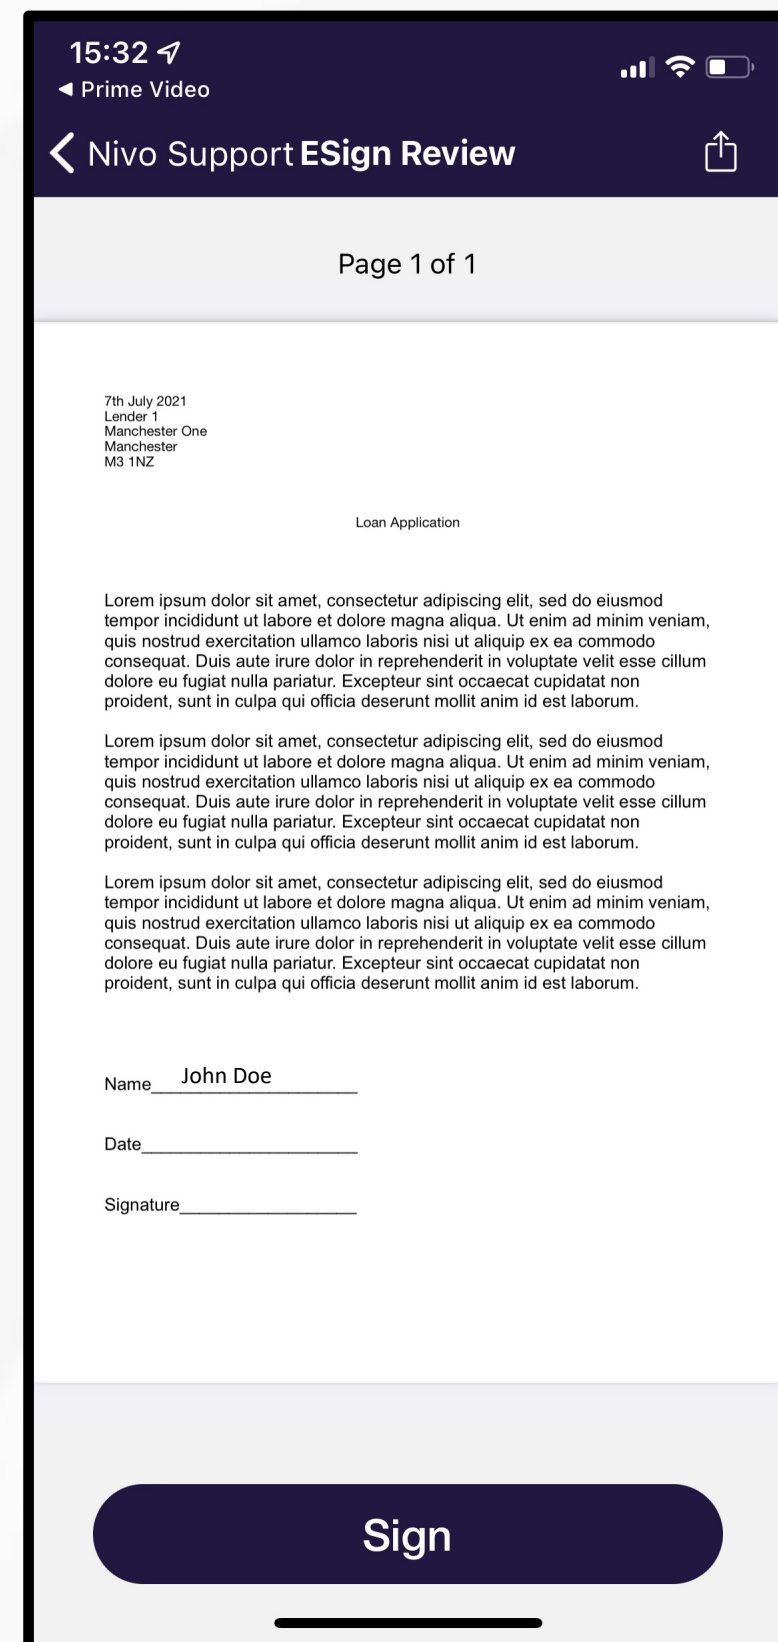 15:32
Prime Video
Nivo Support ESign Review
Page 1 of 1
7th July 2021
Lender 1
Manchester One
Manchester
M3 1NZ
Loan Application
Lorem ipsum dolor sit amet, consectetur adipiscing elit, sed do eiusmod
tempor incididunt ut labore et dolore magna aliqua. Ut enim ad minim veniam,
quis nostrud exercitation ullamco laboris nisi ut aliquip ex ea commodo
consequat. Duis aute irure dolor in reprehenderit in voluptate velit esse cillum
dolore eu fugiat nulla pariatur. Excepteur sint occaecat cupidatat non
proident, sunt in culpa qui officia deserunt mollit anim id est laborum.
Lorem ipsum dolor sit amet, consectetur adipiscing elit, sed do eiusmod
tempor incididunt ut labore et dolore magna aliqua. Ut enim ad minim veniam,
quis nostrud exercitation ullamco laboris nisi ut aliquip ex ea commodo
consequat. Duis aute irure dolor in reprehenderit in voluptate velit esse cillum
dolore eu fugiat nulla pariatur. Excepteur sint occaecat cupidatat non
proident, sunt in culpa qui officia deserunt mollit anim id est laborum.
Lorem ipsum dolor sit amet, consectetur adipiscing elit, sed do eiusmod
tempor incididunt ut labore et dolore magna aliqua. Ut enim ad minim veniam,
quis nostrud exercitation ullamco laboris nisi ut aliquip ex ea commodo
consequat. Duis aute irure dolor in reprehenderit in voluptate velit esse cillum
dolore eu fugiat nulla pariatur. Excepteur sint occaecat cupidatat non
proident, sunt in culpa qui officia deserunt mollit anim id est laborum.
Name John Doe
Date
Signature
Sign